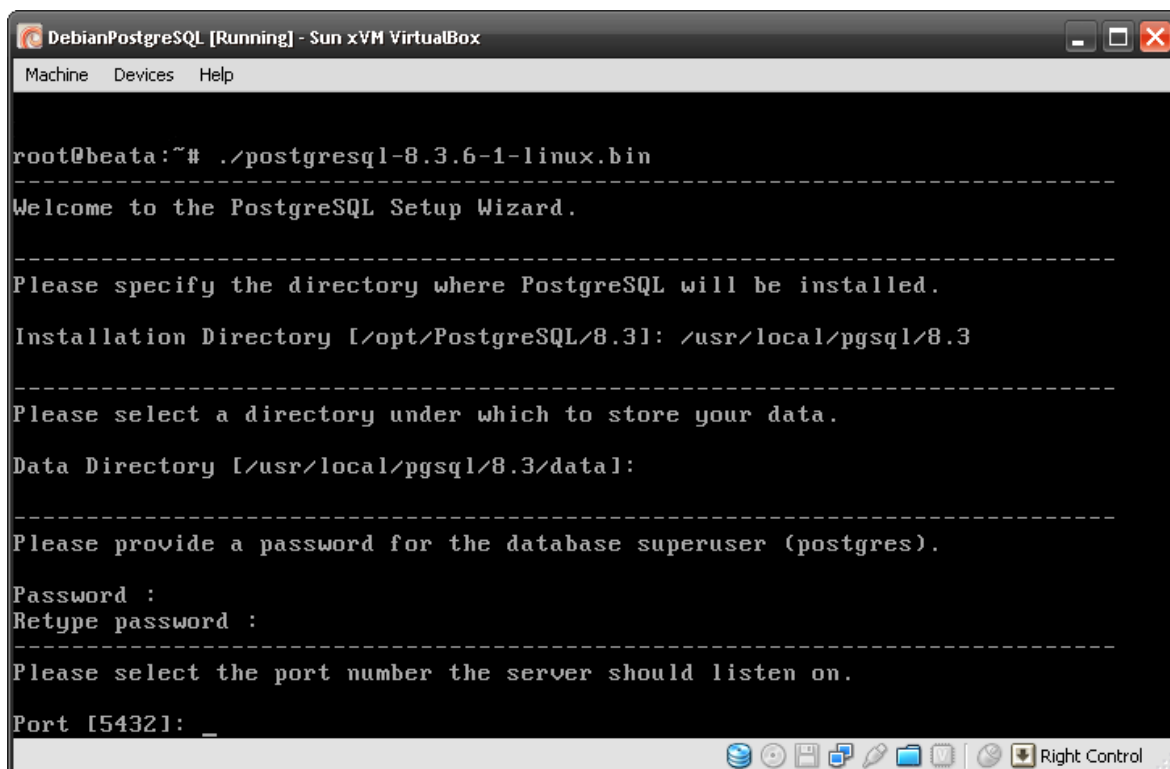 DebianPostgreSQL [Running] - Sun xVM VirtualBox
Machine Devices Help
root@beata:~# ./postgresql-8.3.6-1-linux.bin
----------------------------------------------------------------------------
Welcome to the PostgreSQL Setup Wizard.
----------------------------------------------------------------------------
Please specify the directory where PostgreSQL will be installed.
Installation Directory [/opt/PostgreSQL/8.3]: /usr/local/pgsql/8.3
----------------------------------------------------------------------------
Please select a directory under which to store your data.
Data Directory [/usr/local/pgsql/8.3/data]:
----------------------------------------------------------------------------
Please provide a password for the database superuser (postgres).
Password :
Retype password :
----------------------------------------------------------------------------
Please select the port number the server should listen on.
Port [5432]: _
Right Control